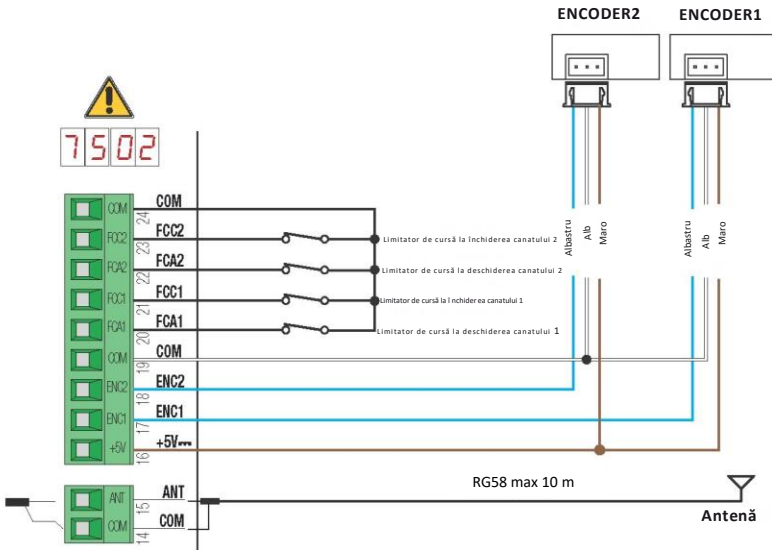 ENCODER2
ENCODER1
7502
Albastru
Alb
Maro
Albastru
Alb
Maro
COM
24
COM
FCC2
23
FCC2
Limitator de cursă la închiderea canatului 2
FCA2
22
FCA2
Limitator de cursă la deschiderea canatului 2
FCC1
21
FCC1
Limitator de cursă la închiderea canatului 1
FCA1
20
FCA1
Limitator de cursă la deschiderea canatului 1
COM
19
COM
ENC2
18
ENC2
ENC1
17
ENC1
+5V
16
+5V
RG58 max 10 m
ANT
15
ANT
COM
14
COM
Antenă